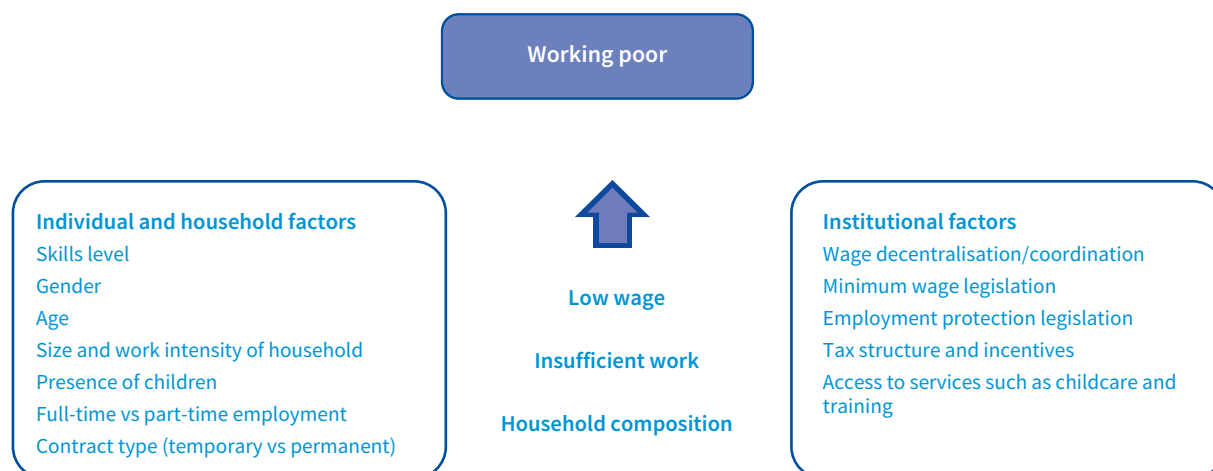 Working poor
Individual and household factors
Skills level
Gender
Age
Size and work intensity of household
Presence of children
Full-time vs part-time employment
Contract type (temporary vs permanent)
Low wage
Insufficient work
Household composition
Institutional factors
Wage decentralisation/coordination
Minimum wage legislation
Employment protection legislation
Tax structure and incentives
Access to services such as childcare and
training